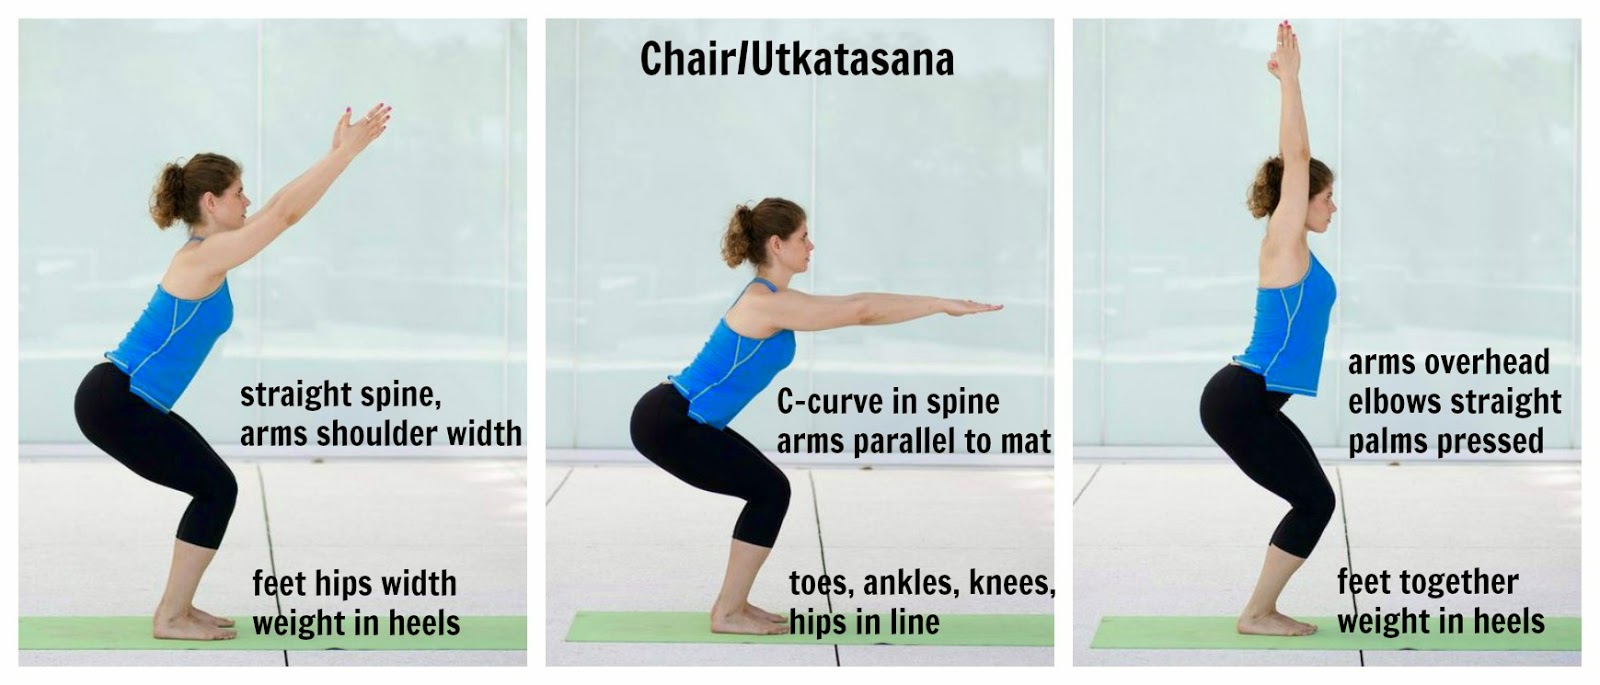 Chair/Utkatasana
straight spine,
arms shoulder width
feet hips width
weight in heels
C-curve in spine
arms parallel to mat
toes, ankles, knees,
hips in line
arms overhead
elbows straight
palms pressed
feet together
weight in heels